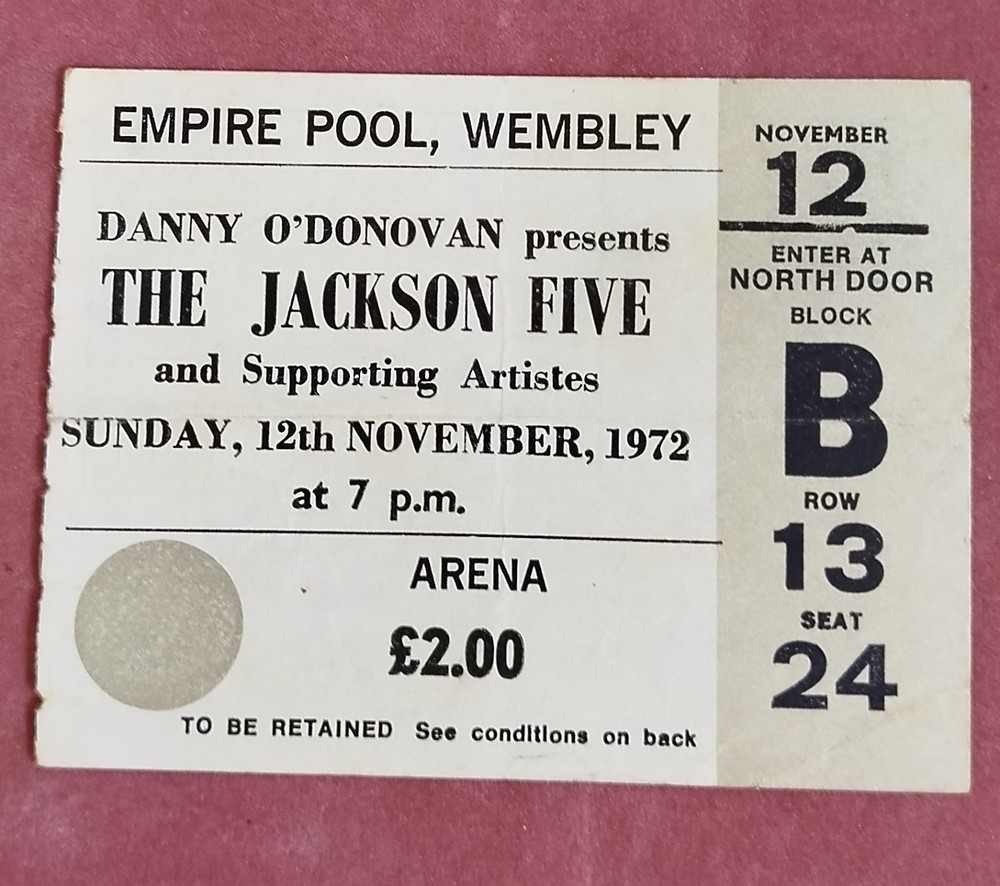 EMPIRE POOL, WEMBLEY
DANNY O'DONOVAN presents
THE JACKSON FIVE
and Supporting Artistes
SUNDAY, 12th NOVEMBER, 1972
at 7 p.m.
ARENA
£2.00
TO BE RETAINED See conditions on back
NOVEMBER
12
ENTER AT
NORTH DOOR
BLOCK
B
ROW
13
SEAT
24